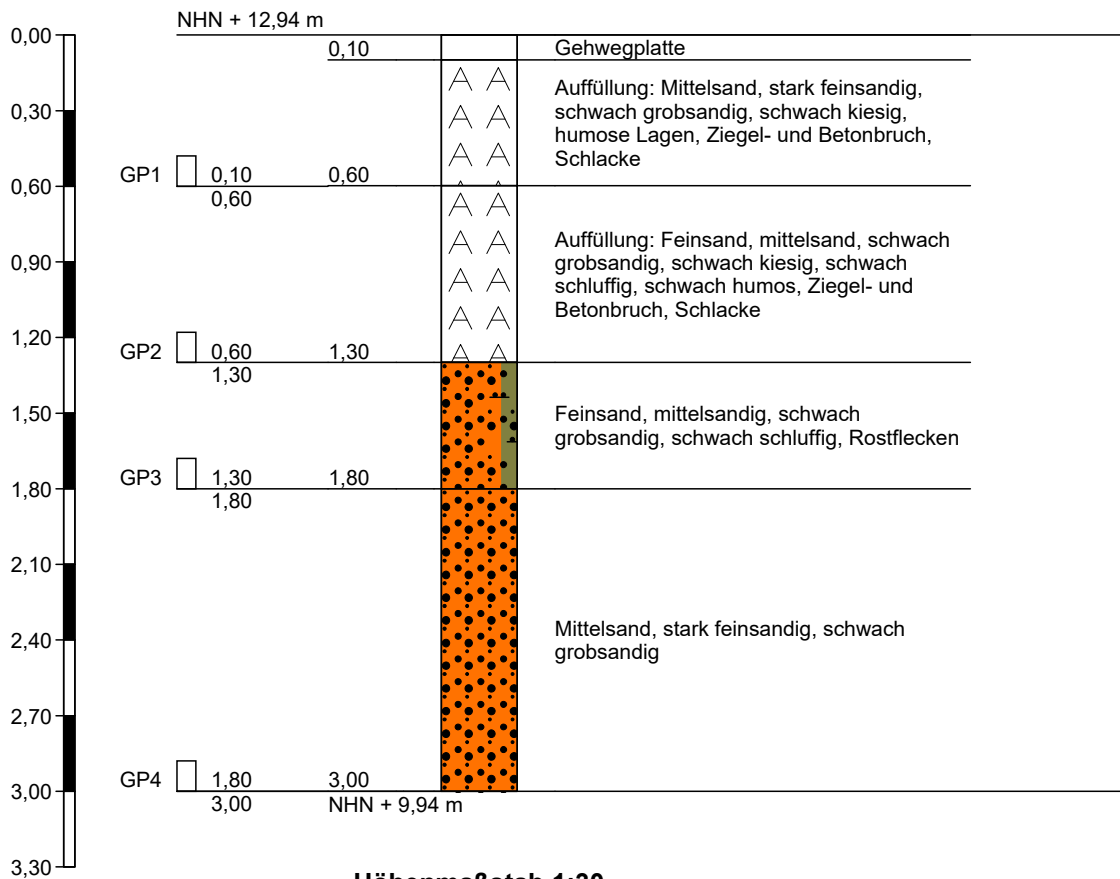 NHN + 12,94 m
0,00
0,10
Gehwegplatte
Auffüllung: Mittelsand, stark feinsandig,
schwach grobsandig, schwach kiesig,
humose Lagen, Ziegel- und Betonbruch,
Schlacke
0,30
GP1
0,10
0,60
0,60
0,60
Auffüllung: Feinsand, mittelsand, schwach
grobsandig, schwach kiesig, schwach
schluffig, schwach humos, Ziegel- und
Betonbruch, Schlacke
0,90
1,20
GP2
0,60
1,30
1,30
Feinsand, mittelsandig, schwach
grobsandig, schwach schluffig, Rostflecken
1,50
GP3
1,30
1,80
1,80
1,80
2,10
Mittelsand, stark feinsandig, schwach
grobsandig
2,40
2,70
GP4
1,80
3,00
3,00
3,00
NHN + 9,94 m
3,30
Höhenmaßstab 1:30